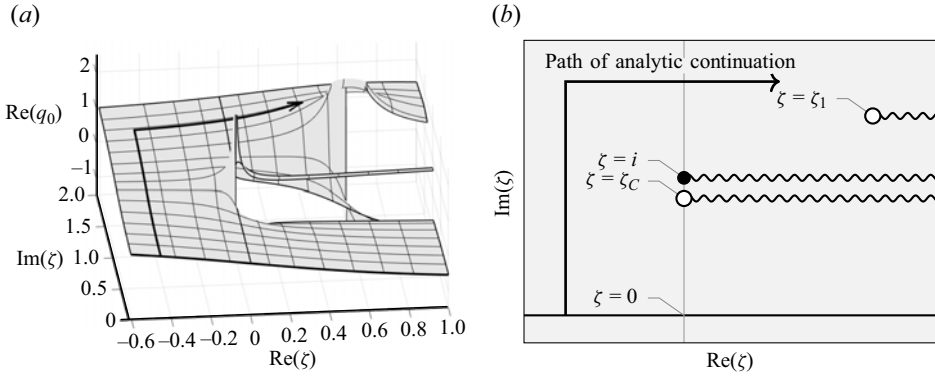 (a)
2
1
Re(q₀)
0
−1
2.0
1.5
Im(ζ)
1.0
0.5
0
−0.6
−0.4
−0.2
0
0.2
0.4
0.6
0.8
1.0
Re(ζ)
(b)
Path of analytic continuation
ζ = ζ₁
ζ = i
ζ = ζ_C
Im(ζ)
ζ = 0
Re(ζ)